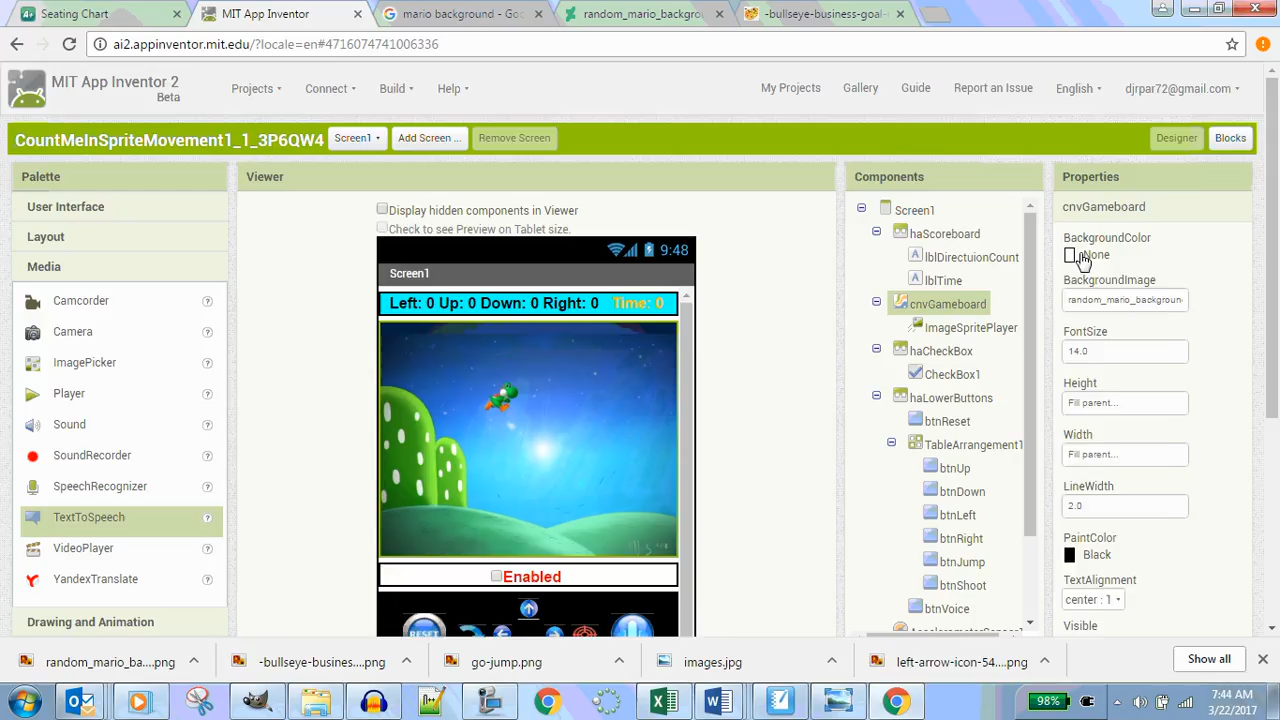 Seating Chart
MIT App Inventor
mario background - Goo
random_mario_backgrou
-bullseye-business-goal-
ai2.appinventor.mit.edu/?locale=en#4716074741006336
MIT App Inventor 2
Beta
Projects
Connect
Build
Help
My Projects
Gallery
Guide
Report an Issue
English
djrpar72@gmail.com
CountMeInSpriteMovement1_1_3P6QW4
Screen1
Add Screen ...
Remove Screen
Designer
Blocks
Palette
User Interface
Layout
Media
Camcorder
Camera
ImagePicker
Player
Sound
SoundRecorder
SpeechRecognizer
TextToSpeech
VideoPlayer
YandexTranslate
Drawing and Animation
Viewer
Display hidden components in Viewer
Check to see Preview on Tablet size.
9:48
Screen1
Left: 0 Up: 0 Down: 0 Right: 0 Time: 0
Enabled
RESET
Components
Screen1
haScoreboard
lblDirectuionCount
lblTime
cnvGameboard
ImageSpritePlayer
haCheckBox
CheckBox1
haLowerButtons
btnReset
TableArrangement1
btnUp
btnDown
btnLeft
btnRight
btnJump
btnShoot
btnVoice
Properties
cnvGameboard
BackgroundColor
None
BackgroundImage
random_mario_backgroun
FontSize
14.0
Height
Fill parent...
Width
Fill parent...
LineWidth
2.0
PaintColor
Black
TextAlignment
center : 1
Visible
random_mario_ba....png
-bullseye-busines....png
go-jump.png
images.jpg
left-arrow-icon-54....png
Show all
98%
7:44 AM
3/22/2017